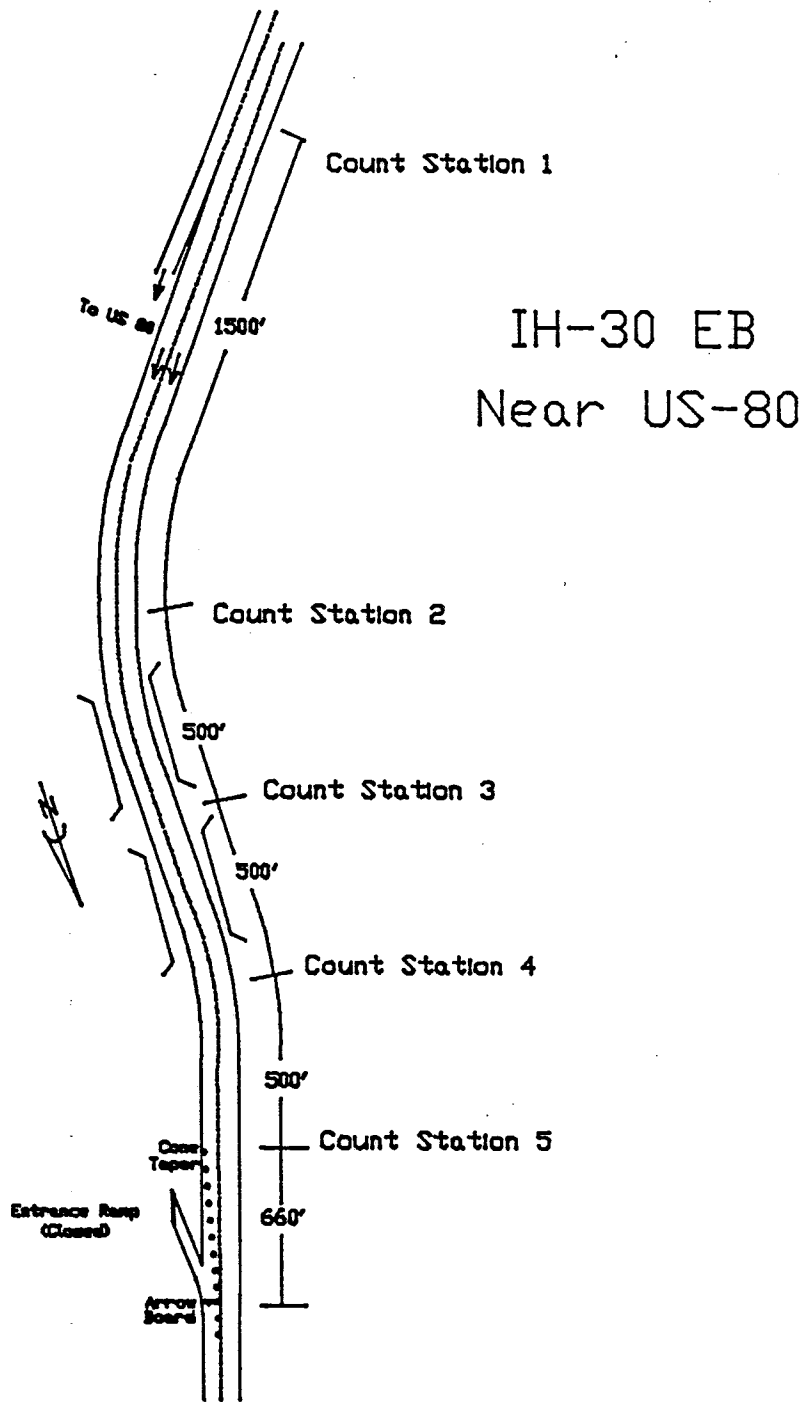 Count Station 1
To US 80
1500'
IH-30 EB
Near US-80
Count Station 2
500'
Count Station 3
N
500'
Count Station 4
500'
Cone
Taper
Count Station 5
Entrance Ramp
(Closed)
660'
Arrow
Board